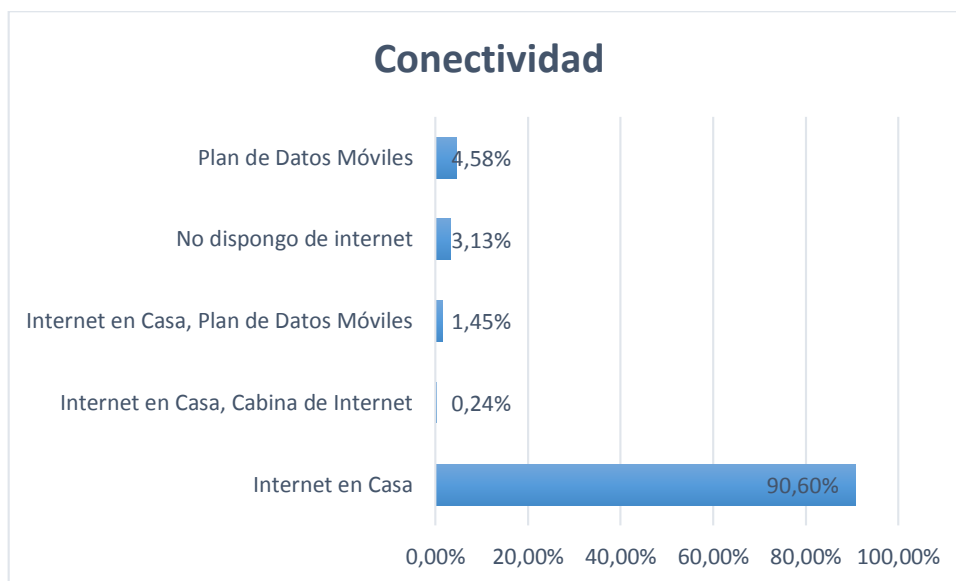 Conectividad
Plan de Datos Móviles 4,58%
No dispongo de internet 3,13%
Internet en Casa, Plan de Datos Móviles 1,45%
Internet en Casa, Cabina de Internet 0,24%
Internet en Casa 90,60%
0,00% 20,00% 40,00% 60,00% 80,00% 100,00%